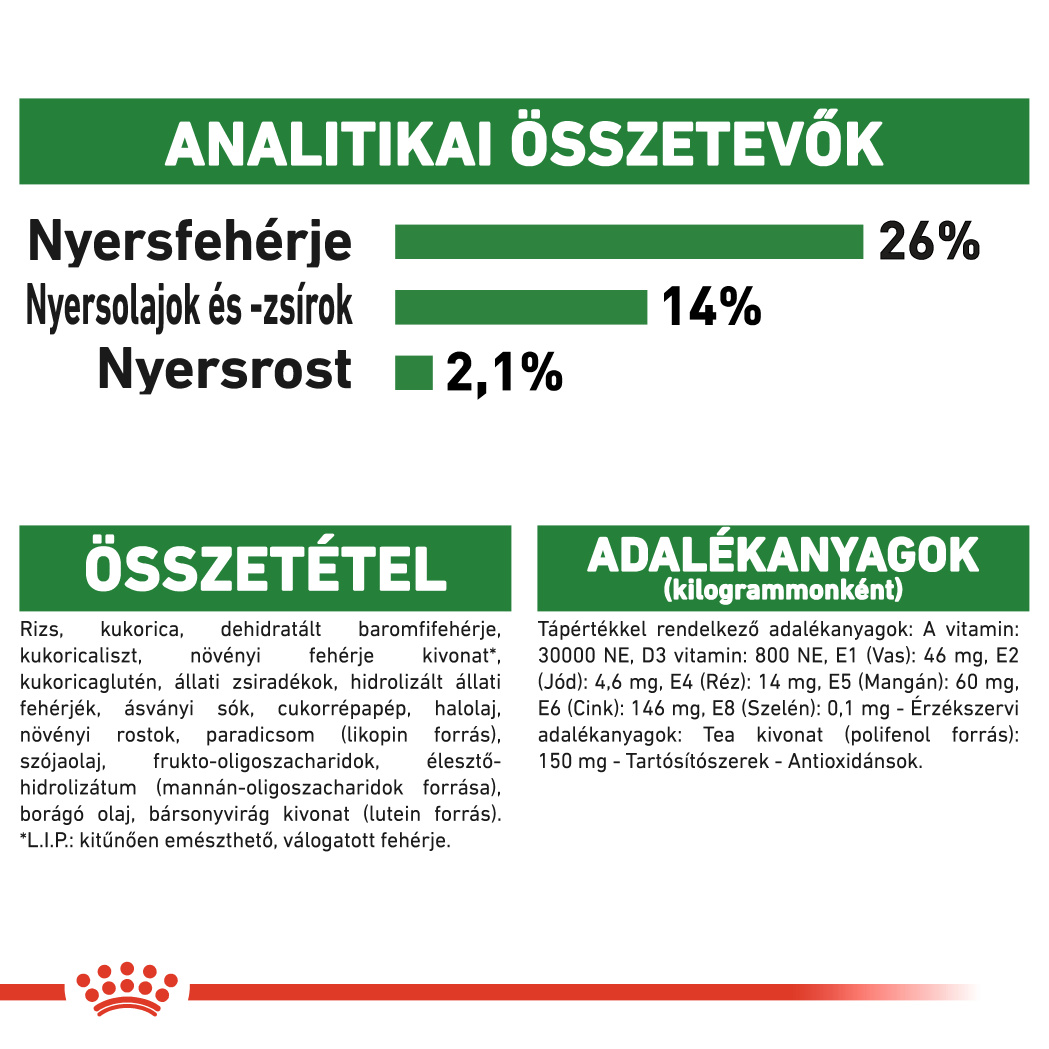 ANALITIKAI ÖSSZETEVŐK
Nyersfehérje 26%
Nyersolajok és -zsírok 14%
Nyersrost 2,1%
ÖSSZETÉTEL
Rizs, kukorica, dehidratált baromfifehérje,
kukoricaliszt, növényi fehérje kivonat*,
kukoricaglutén, állati zsiradékok, hidrolizált állati
fehérjék, ásványi sók, cukorrépapép, halolaj,
növényi rostok, paradicsom (likopin forrás),
szójaolaj, frukto-oligoszacharidok, élesztő-
hidrolizátum (mannán-oligoszacharidok forrása),
borágó olaj, bársonyvirág kivonat (lutein forrás).
*L.I.P.: kitűnően emészthető, válogatott fehérje.
ADALÉKANYAGOK
(kilogrammonként)
Tápértékkel rendelkező adalékanyagok: A vitamin:
30000 NE, D3 vitamin: 800 NE, E1 (Vas): 46 mg, E2
(Jód): 4,6 mg, E4 (Réz): 14 mg, E5 (Mangán): 60 mg,
E6 (Cink): 146 mg, E8 (Szelén): 0,1 mg - Érzékszervi
adalékanyagok: Tea kivonat (polifenol forrás):
150 mg - Tartósítószerek - Antioxidánsok.